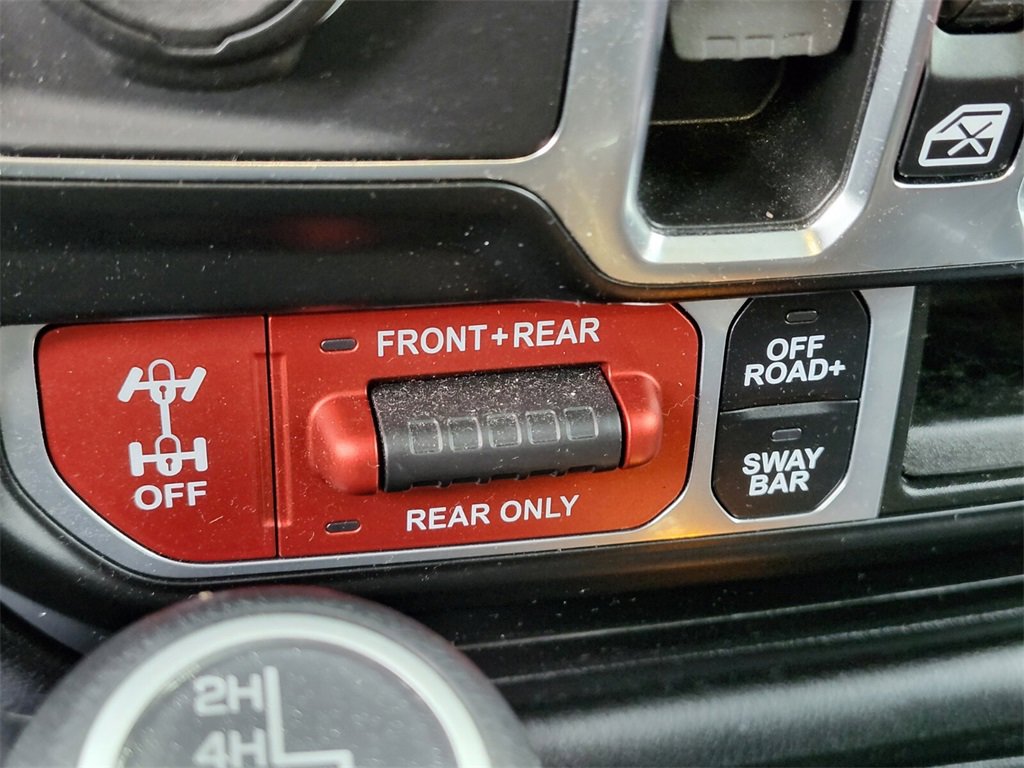 FRONT+REAR
OFF
REAR ONLY
OFF
ROAD+
SWAY
BAR
2H
4H